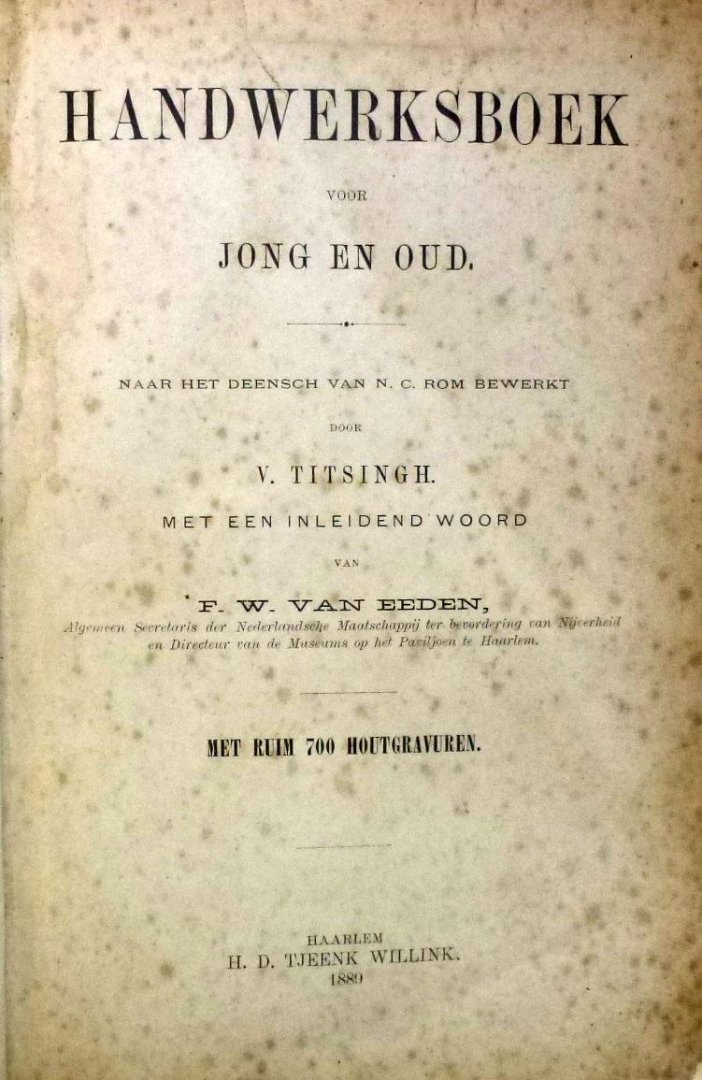 HANDWERKSBOEK
VOOR
JONG EN OUD.
NAAR HET DEENSCH VAN N. C. ROM BEWERKT
DOOR
V. TITSINGH.
MET EEN INLEIDEND WOORD
VAN
F. W. VAN EEDEN,
Algemeen Secretaris der Nederlandsche Maatschappij ter bevordering van Nijverheid
en Directeur van de Museums op het Paviljoen te Haarlem.
MET RUIM 700 HOUTGRAVUREN.
HAARLEM
H. D. TJEENK WILLINK.
1889